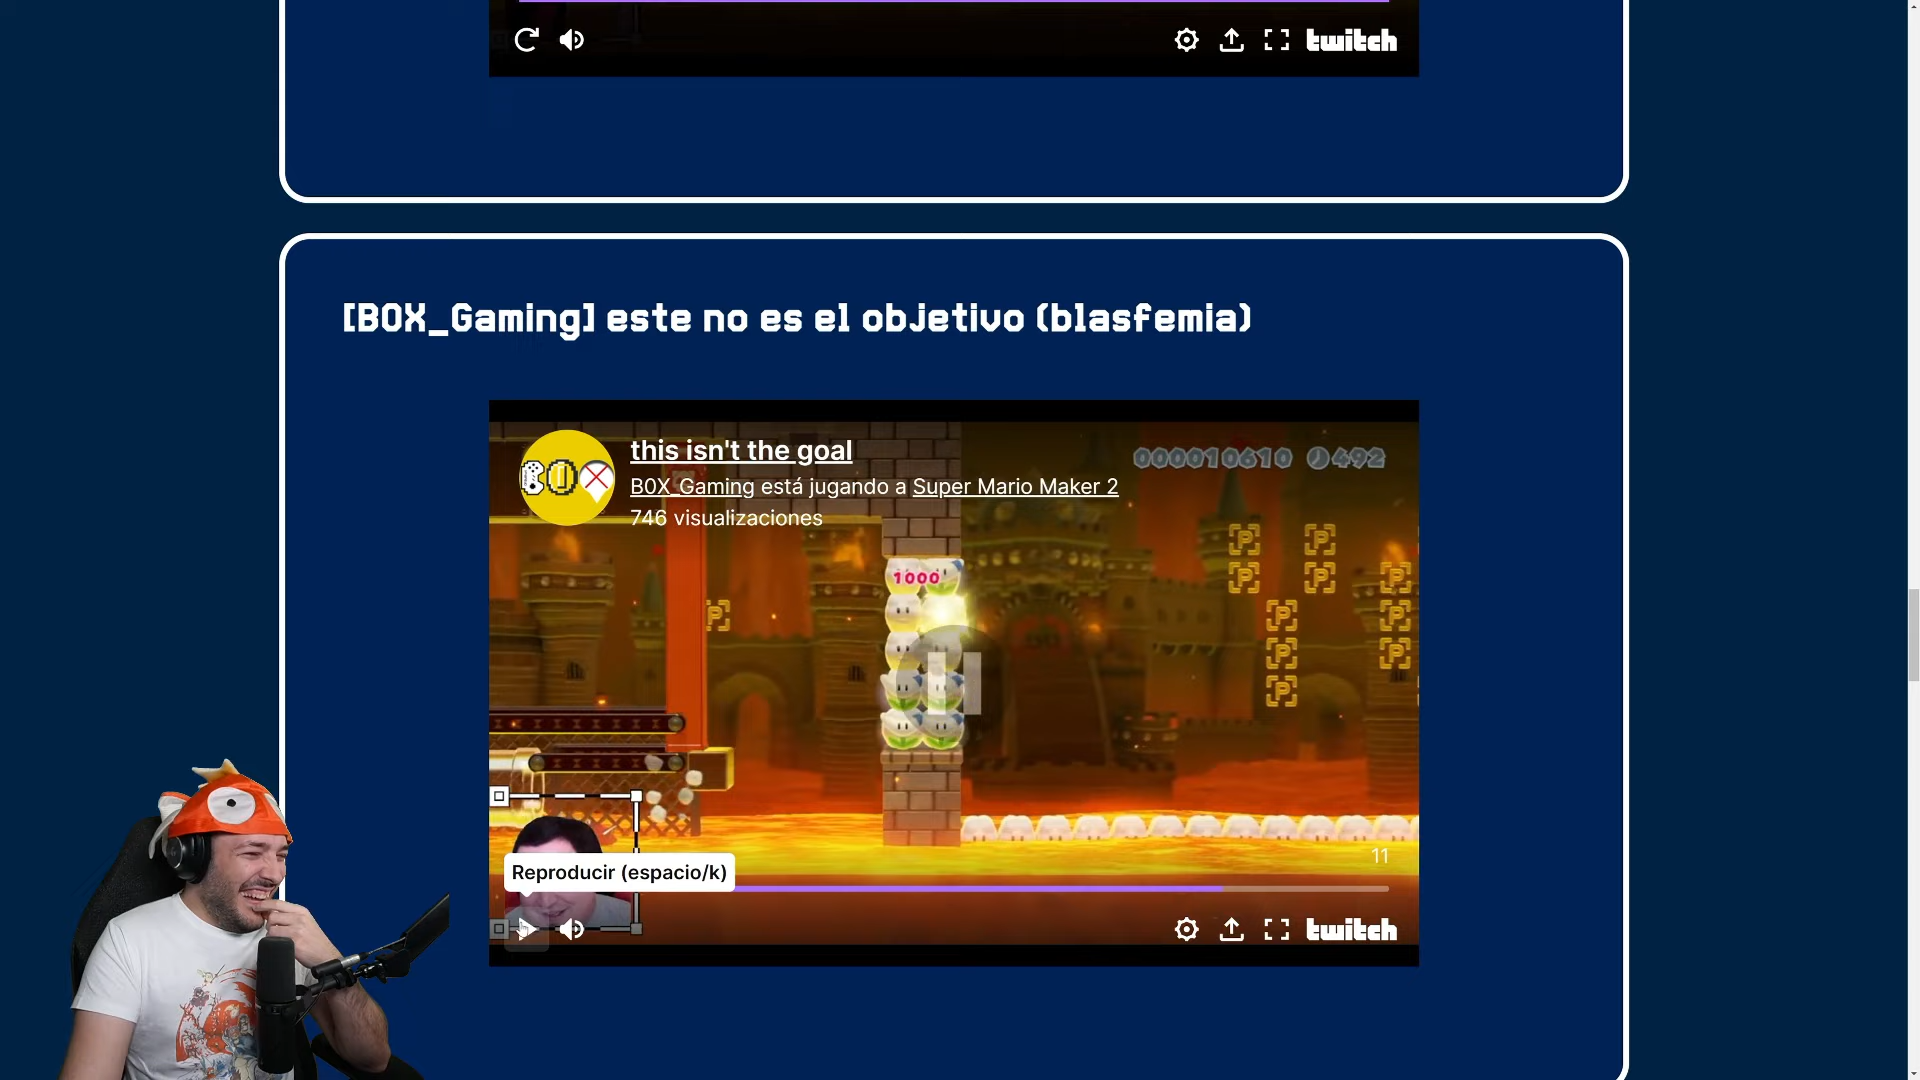 twitch
[B0X_Gaming] este no es el objetivo (blasfemia)
B0X
this isn't the goal
B0X_Gaming está jugando a Super Mario Maker 2
746 visualizaciones
000010610 492
1000
P P
P P P
P P P
P P
P
11
Reproducir (espacio/k)
twitch